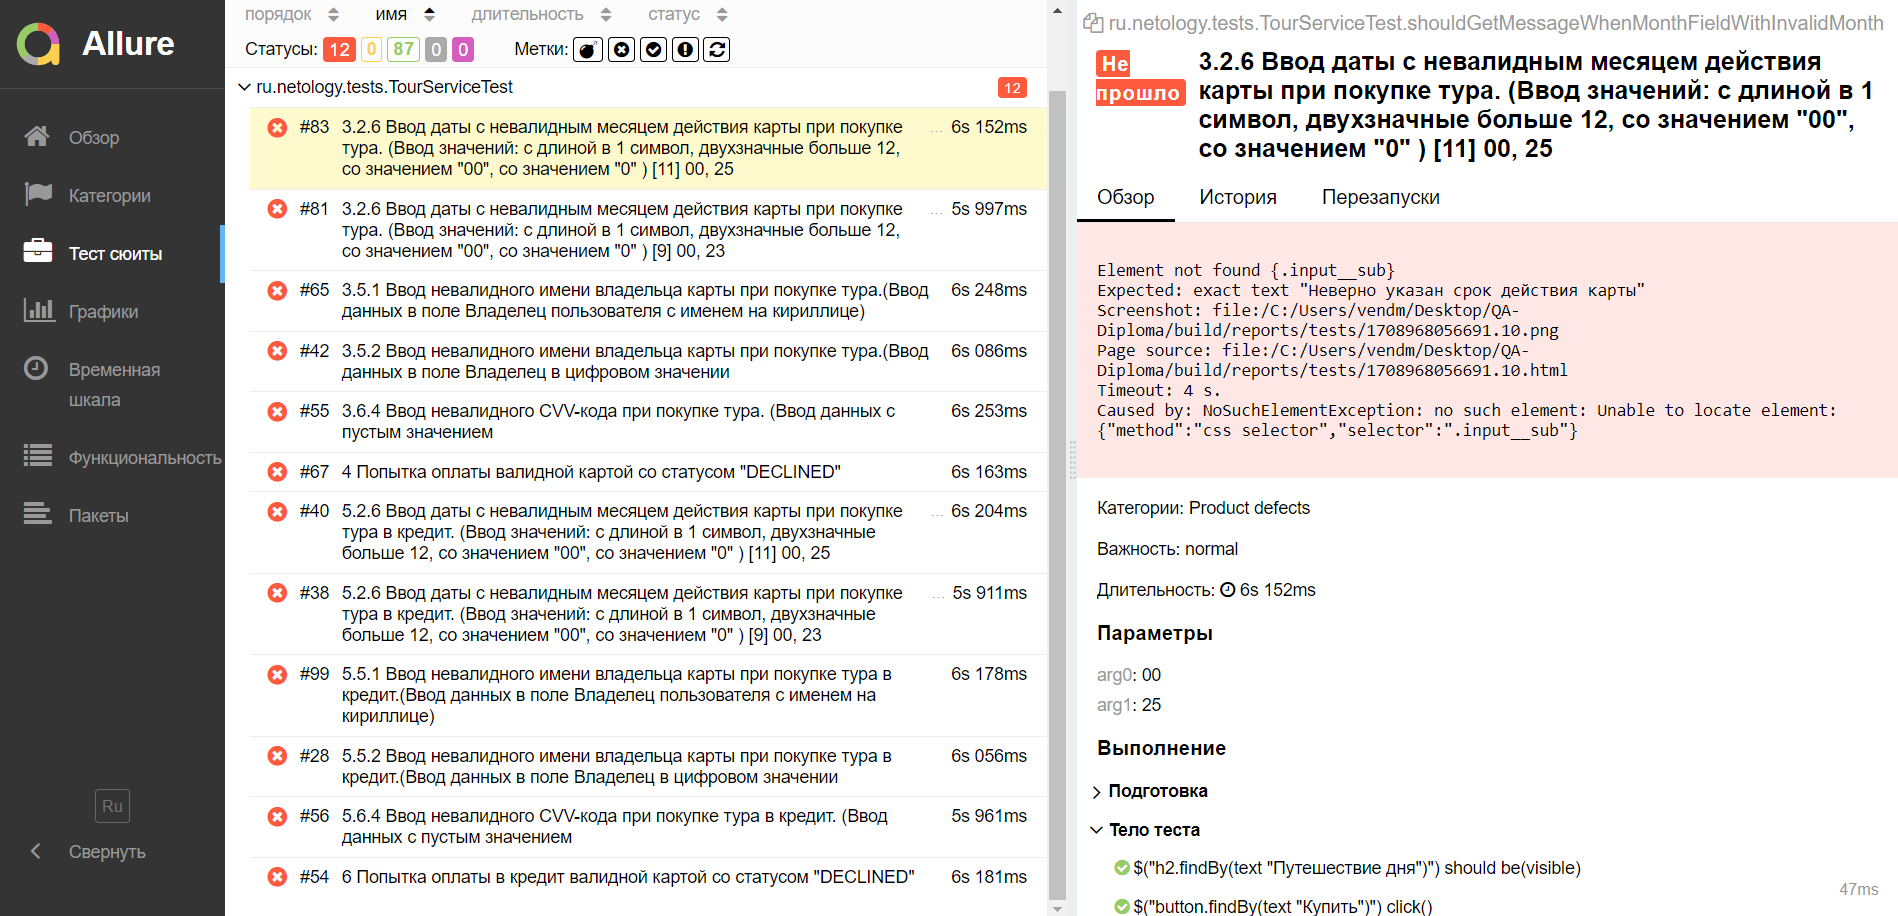 Allure
Обзор
Категории
Тест сюиты
Графики
Временная
шкала
Функциональность
Пакеты
Ru
Свернуть
порядок имя длительность статус
Статусы: 12 0 87 0 0 Метки:
ru.netology.tests.TourServiceTest 12
#83 3.2.6 Ввод даты с невалидным месяцем действия карты при покупке ... 6s 152ms
тура. (Ввод значений: с длиной в 1 символ, двухзначные больше 12,
со значением "00", со значением "0" ) [11] 00, 25
#81 3.2.6 Ввод даты с невалидным месяцем действия карты при покупке ... 5s 997ms
тура. (Ввод значений: с длиной в 1 символ, двухзначные больше 12,
со значением "00", со значением "0" ) [9] 00, 23
#65 3.5.1 Ввод невалидного имени владельца карты при покупке тура.(Ввод 6s 248ms
данных в поле Владелец пользователя с именем на кириллице)
#42 3.5.2 Ввод невалидного имени владельца карты при покупке тура.(Ввод 6s 086ms
данных в поле Владелец в цифровом значении
#55 3.6.4 Ввод невалидного CVV-кода при покупке тура. (Ввод данных с 6s 253ms
пустым значением
#67 4 Попытка оплаты валидной картой со статусом "DECLINED" 6s 163ms
#40 5.2.6 Ввод даты с невалидным месяцем действия карты при покупке ... 6s 204ms
тура в кредит. (Ввод значений: с длиной в 1 символ, двухзначные
больше 12, со значением "00", со значением "0" ) [11] 00, 25
#38 5.2.6 Ввод даты с невалидным месяцем действия карты при покупке ... 5s 911ms
тура в кредит. (Ввод значений: с длиной в 1 символ, двухзначные
больше 12, со значением "00", со значением "0" ) [9] 00, 23
#99 5.5.1 Ввод невалидного имени владельца карты при покупке тура в 6s 178ms
кредит.(Ввод данных в поле Владелец пользователя с именем на
кириллице)
#28 5.5.2 Ввод невалидного имени владельца карты при покупке тура в 6s 056ms
кредит.(Ввод данных в поле Владелец в цифровом значении
#56 5.6.4 Ввод невалидного CVV-кода при покупке тура в кредит. (Ввод 5s 961ms
данных с пустым значением
#54 6 Попытка оплаты в кредит валидной картой со статусом "DECLINED" 6s 181ms
ru.netology.tests.TourServiceTest.shouldGetMessageWhenMonthFieldWithInvalidMonth
Не
прошло
3.2.6 Ввод даты с невалидным месяцем действия
карты при покупке тура. (Ввод значений: с длиной в 1
символ, двухзначные больше 12, со значением "00",
со значением "0" ) [11] 00, 25
Обзор История Перезапуски
Element not found {.input__sub}
Expected: exact text "Неверно указан срок действия карты"
Screenshot: file:/C:/Users/vendm/Desktop/QA-
Diploma/build/reports/tests/1708968056691.10.png
Page source: file:/C:/Users/vendm/Desktop/QA-
Diploma/build/reports/tests/1708968056691.10.html
Timeout: 4 s.
Caused by: NoSuchElementException: no such element: Unable to locate element:
{"method":"css selector","selector":".input__sub"}
Категории: Product defects
Важность: normal
Длительность: 6s 152ms
Параметры
arg0: 00
arg1: 25
Выполнение
Подготовка
Тело теста
$("h2.findBy(text "Путешествие дня")") should be(visible)
47ms
$("button.findBy(text "Купить")") click()